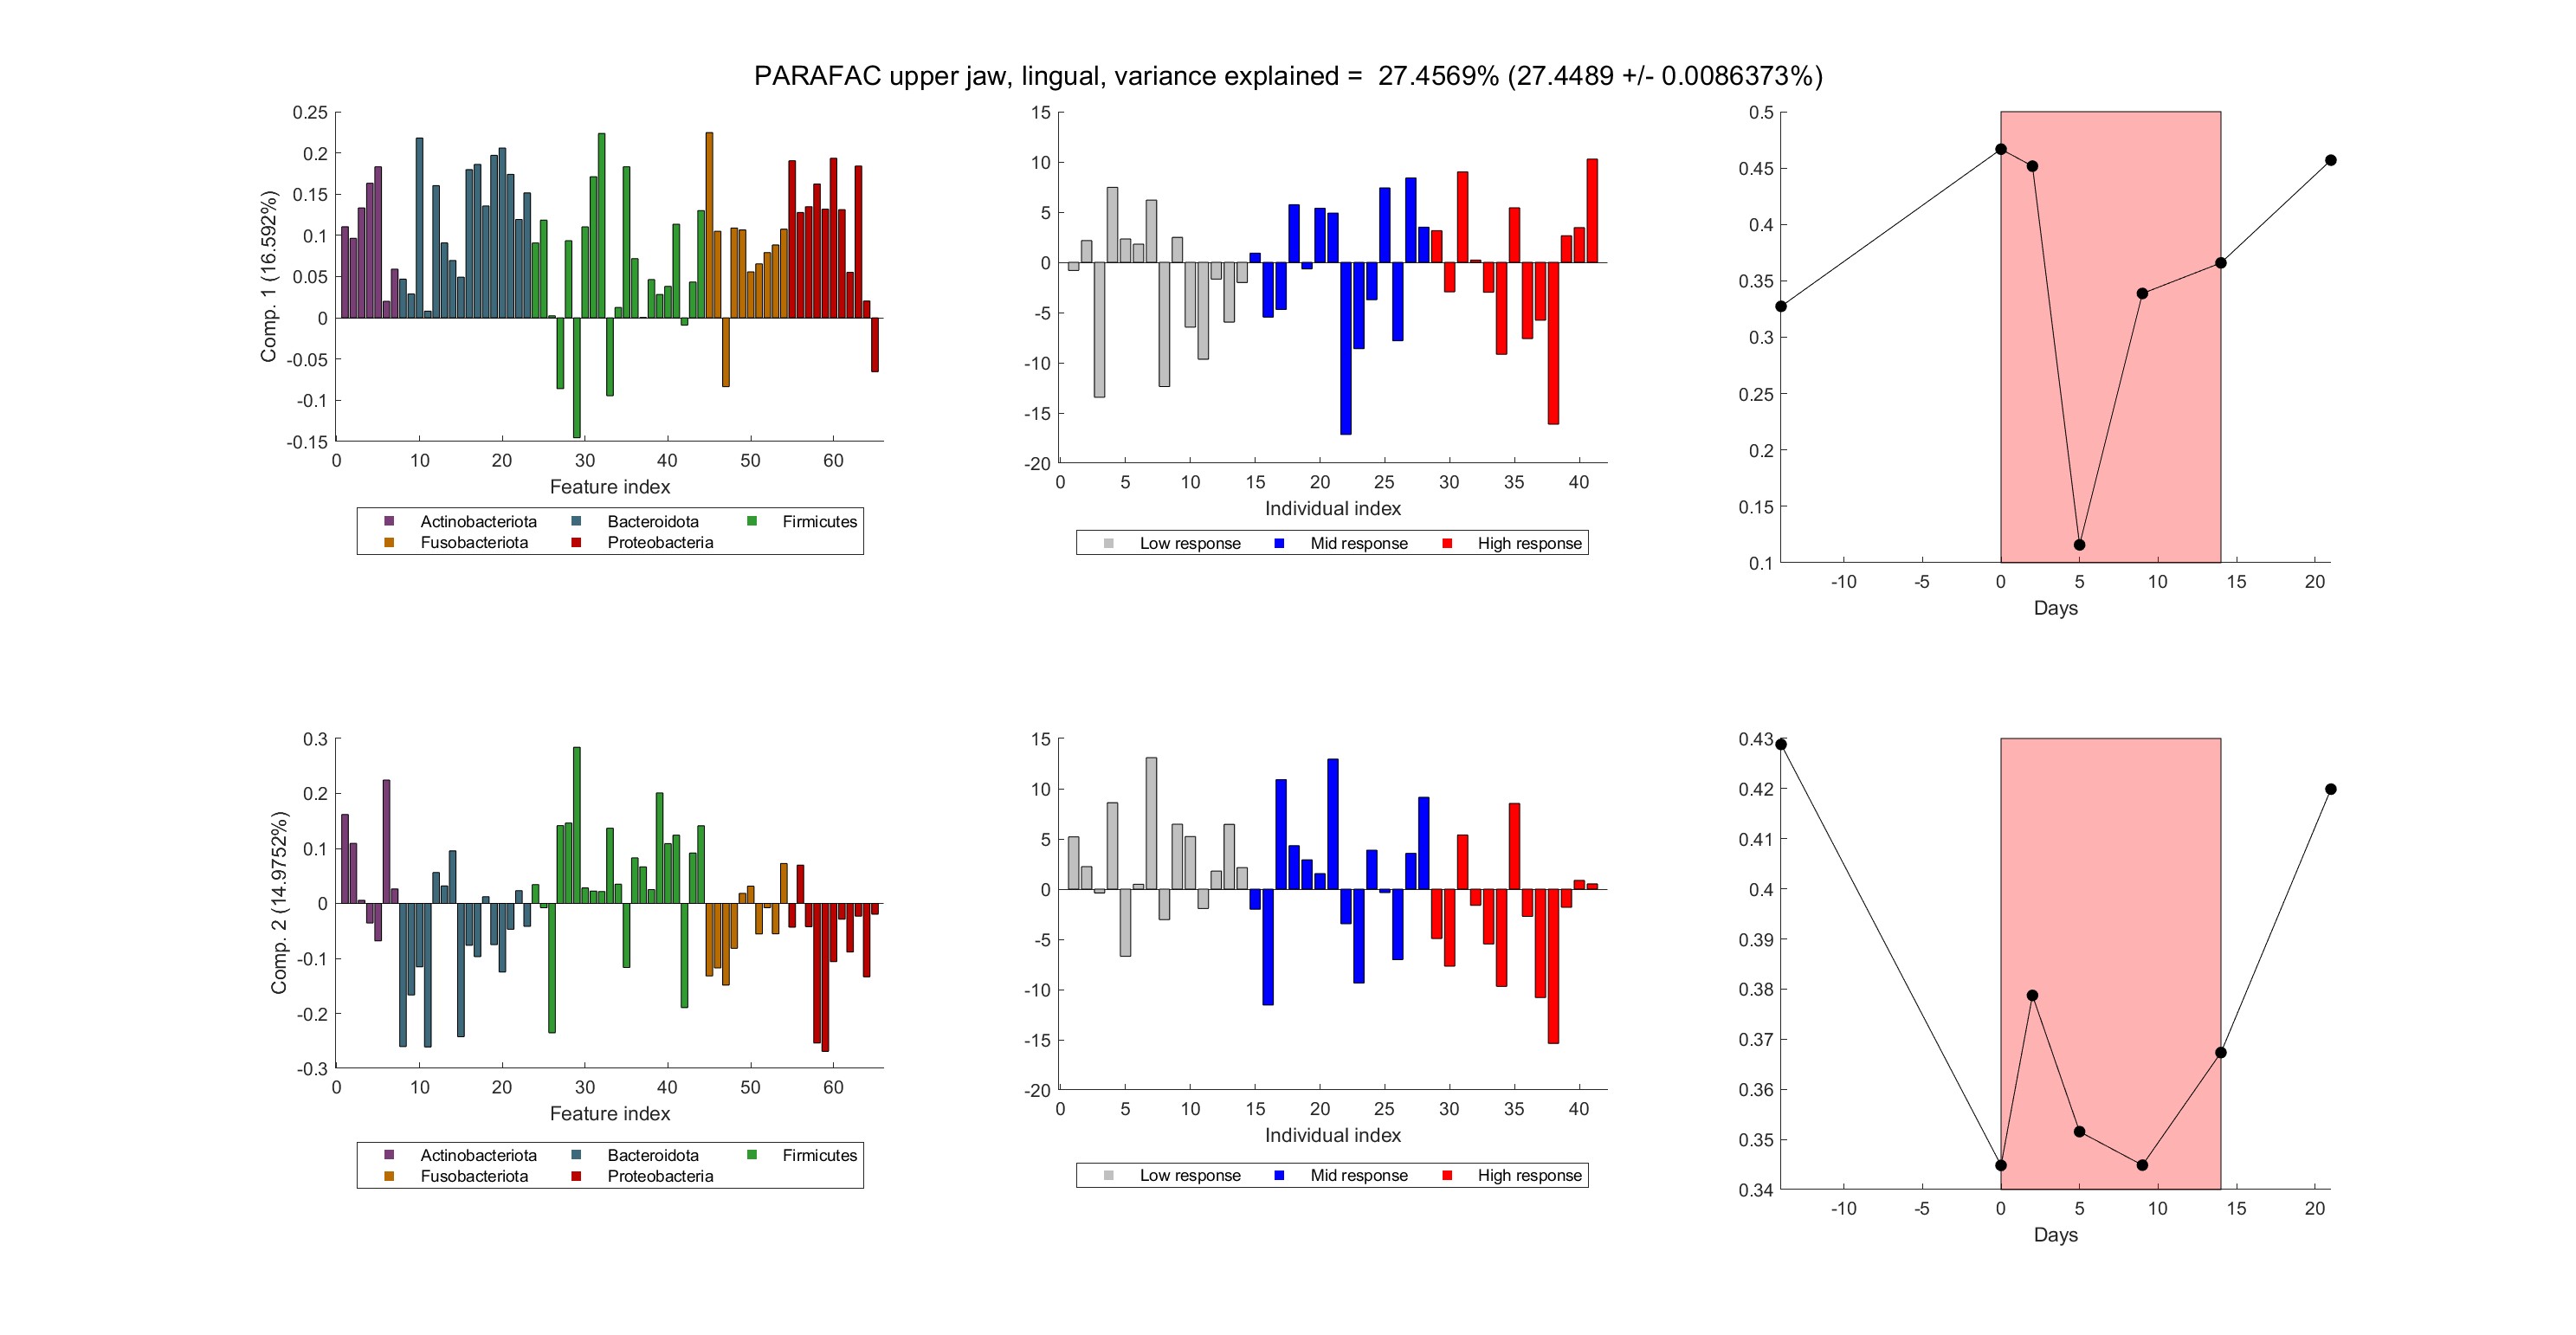 PARAFAC upper jaw, lingual, variance explained = 27.4569% (27.4489 +/- 0.0086373%)
Comp. 1 (16.592%)
0.25
0.2
0.15
0.1
0.05
0
-0.05
-0.1
-0.15
0 10 20 30 40 50 60
Feature index
Actinobacteriota Bacteroidota Firmicutes
Fusobacteriota Proteobacteria
15
10
5
0
-5
-10
-15
-20
0 5 10 15 20 25 30 35 40
Individual index
Low response Mid response High response
0.5
0.45
0.4
0.35
0.3
0.25
0.2
0.15
0.1
-10 -5 0 5 10 15 20
Days
Comp. 2 (14.9752%)
0.3
0.2
0.1
0
-0.1
-0.2
-0.3
0 10 20 30 40 50 60
Feature index
Actinobacteriota Bacteroidota Firmicutes
Fusobacteriota Proteobacteria
15
10
5
0
-5
-10
-15
-20
0 5 10 15 20 25 30 35 40
Individual index
Low response Mid response High response
0.43
0.42
0.41
0.4
0.39
0.38
0.37
0.36
0.35
0.34
-10 -5 0 5 10 15 20
Days